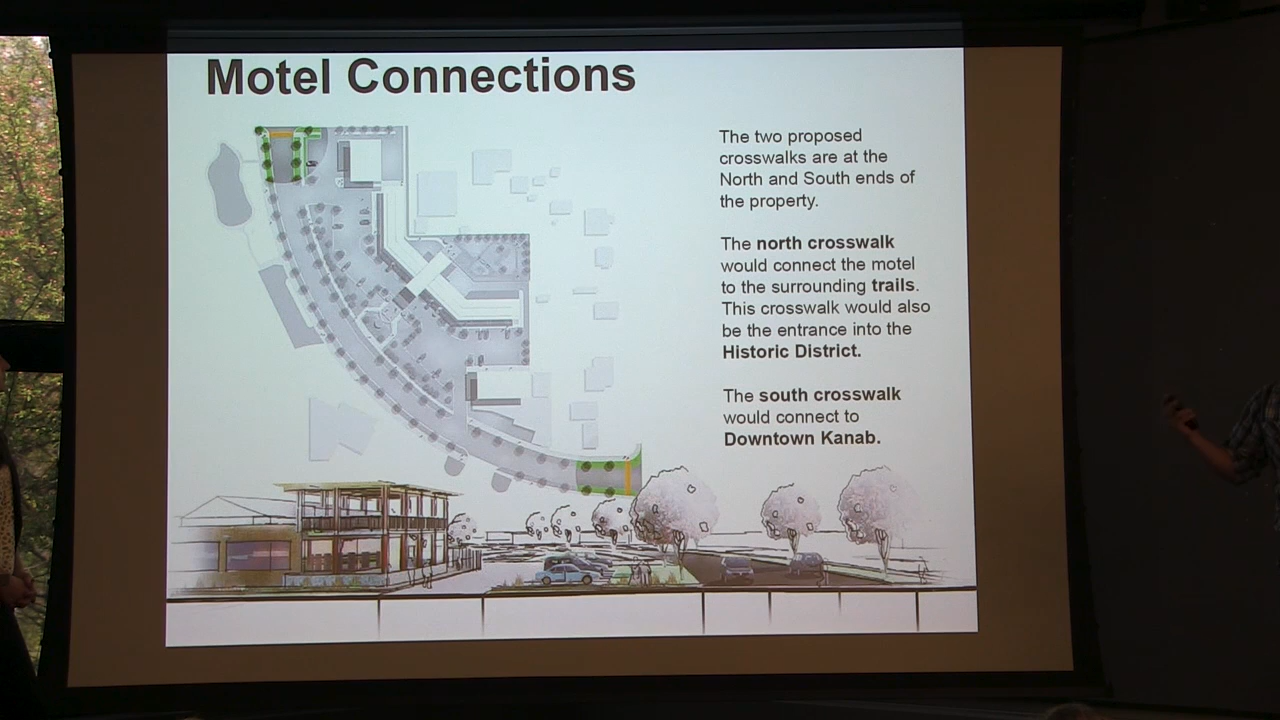 Motel Connections
The two proposed
crosswalks are at the
North and South ends of
the property.
The north crosswalk
would connect the motel
to the surrounding trails.
This crosswalk would also
be the entrance into the
Historic District.
The south crosswalk
would connect to
Downtown Kanab.